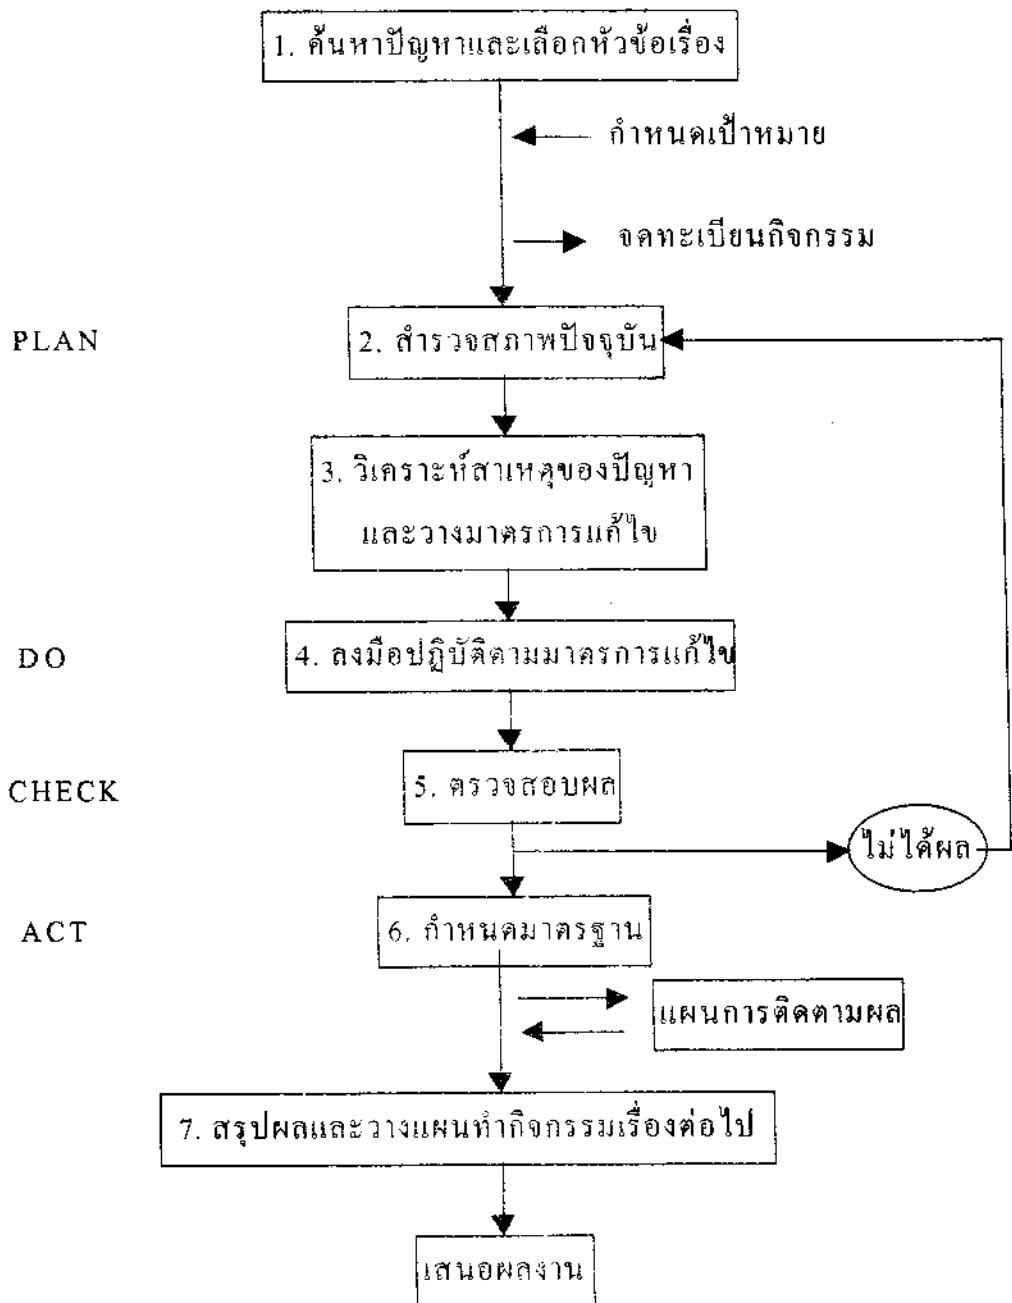 1. ค้นหาปัญหาและเลือกหัวข้อเรื่อง
กำหนดเป้าหมาย
จดทะเบียนกิจกรรม
PLAN
2. สำรวจสภาพปัจจุบัน
3. วิเคราะห์สาเหตุของปัญหา
และวางมาตรการแก้ไข
DO
4. ลงมือปฏิบัติตามมาตรการแก้ไข
CHECK
5. ตรวจสอบผล
ไม่ได้ผล
ACT
6. กำหนดมาตรฐาน
แผนการติดตามผล
7. สรุปผลและวางแผนทำกิจกรรมเรื่องต่อไป
เสนอผลงาน